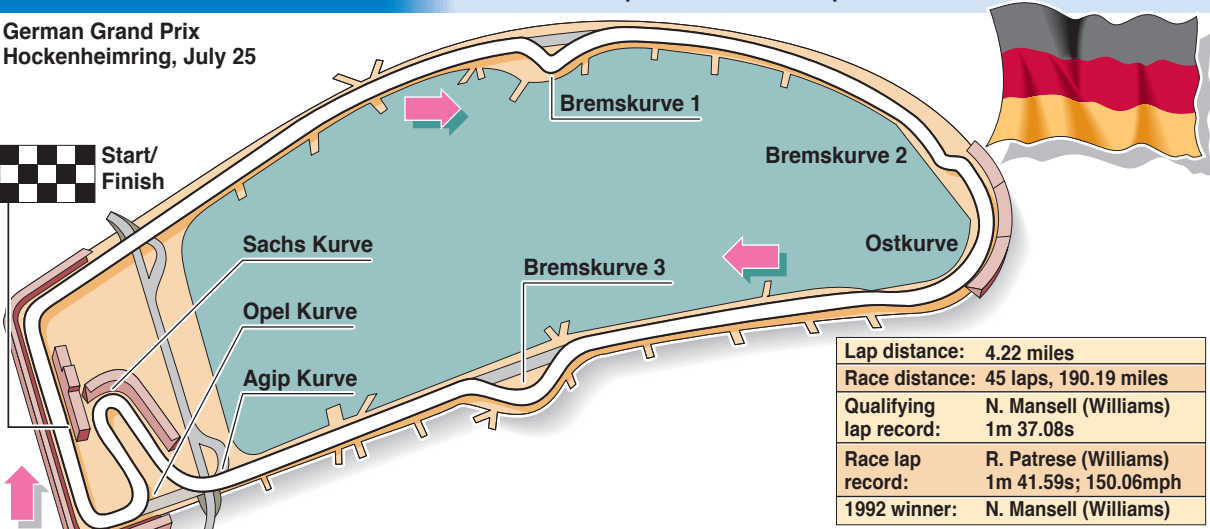 German Grand Prix
Hockenheimring, July 25
Start/
Finish
Bremskurve 1
Bremskurve 2
Sachs Kurve
Ostkurve
Bremskurve 3
Opel Kurve
Agip Kurve
Lap distance: 4.22 miles
Race distance: 45 laps, 190.19 miles
Qualifying N. Mansell (Williams)
lap record: 1m 37.08s
Race lap R. Patrese (Williams)
record: 1m 41.59s; 150.06mph
1992 winner: N. Mansell (Williams)